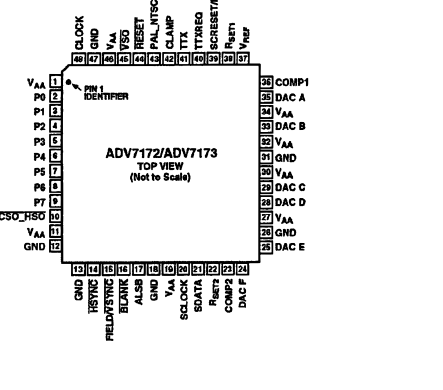 CLOCK
GND
VAA
VSO
RESET
PAL_NTSC
CLAMP
TTX
TTXREQ
SCRESET/
RSET1
VREF
48 47 46 45 44 43 42 41 40 39 38 37
VAA 1
P0 2
P1 3
P2 4
P3 5
P4 6
P5 7
P6 8
P7 9
CSO_HSO 10
VAA 11
GND 12
PIN 1
IDENTIFIER
ADV7172/ADV7173
TOP VIEW
(Not to Scale)
36 COMP1
35 DAC A
34 VAA
33 DAC B
32 VAA
31 GND
30 VAA
29 DAC C
28 DAC D
27 VAA
26 GND
25 DAC E
13 14 15 16 17 18 19 20 21 22 23 24
GND
HSYNC
FIELD/VSYNC
BLANK
ALSB
GND
VAA
SCLOCK
SDATA
RSET2
COMP2
DAC F